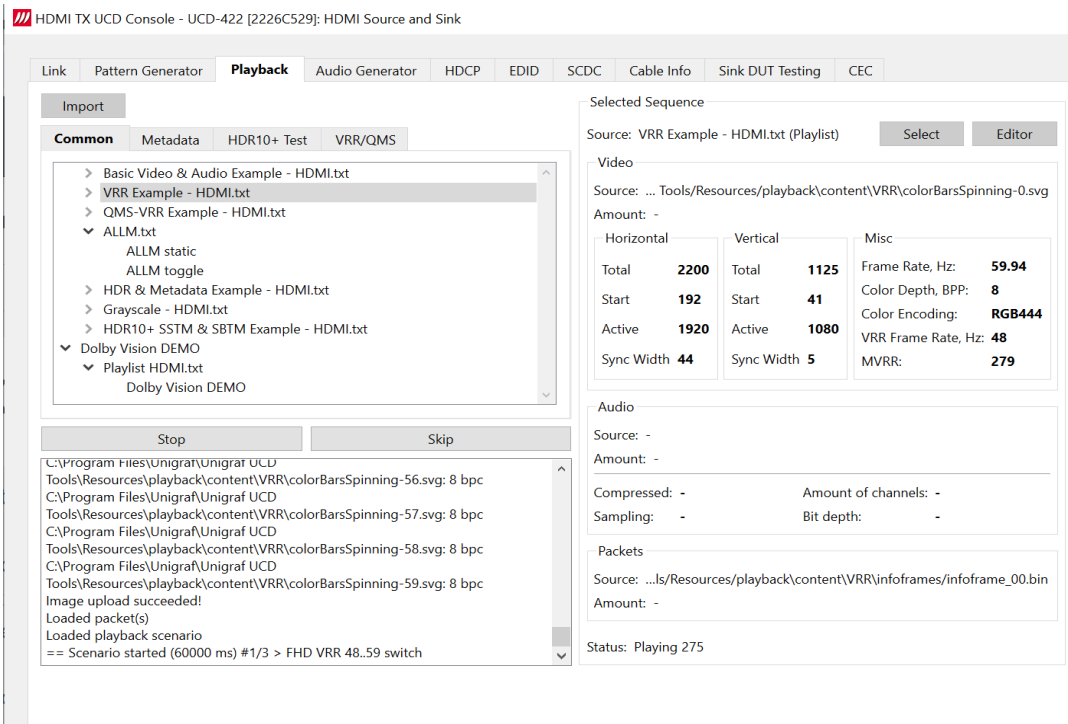 HDMI TX UCD Console - UCD-422 [2226C529]: HDMI Source and Sink
Link Pattern Generator Playback Audio Generator HDCP EDID SCDC Cable Info Sink DUT Testing CEC
Import
Common Metadata HDR10+ Test VRR/QMS
Basic Video & Audio Example - HDMI.txt
VRR Example - HDMI.txt
QMS-VRR Example - HDMI.txt
ALLM.txt
ALLM static
ALLM toggle
HDR & Metadata Example - HDMI.txt
Grayscale - HDMI.txt
HDR10+ SSTM & SBTM Example - HDMI.txt
Dolby Vision DEMO
Playlist HDMI.txt
Dolby Vision DEMO
Stop Skip
C:\Program Files\Unigraf\Unigraf UCD
Tools\Resources\playback\content\VRR\colorBarsSpinning-56.svg: 8 bpc
C:\Program Files\Unigraf\Unigraf UCD
Tools\Resources\playback\content\VRR\colorBarsSpinning-57.svg: 8 bpc
C:\Program Files\Unigraf\Unigraf UCD
Tools\Resources\playback\content\VRR\colorBarsSpinning-58.svg: 8 bpc
C:\Program Files\Unigraf\Unigraf UCD
Tools\Resources\playback\content\VRR\colorBarsSpinning-59.svg: 8 bpc
Image upload succeeded!
Loaded packet(s)
Loaded playback scenario
== Scenario started (60000 ms) #1/3 > FHD VRR 48..59 switch
Selected Sequence
Source: VRR Example - HDMI.txt (Playlist) Select Editor
Video
Source: ... Tools/Resources/playback\content\VRR\colorBarsSpinning-0.svg
Amount: -
Horizontal
Total 2200
Start 192
Active 1920
Sync Width 44
Vertical
Total 1125
Start 41
Active 1080
Sync Width 5
Misc
Frame Rate, Hz: 59.94
Color Depth, BPP: 8
Color Encoding: RGB444
VRR Frame Rate, Hz: 48
MVRR: 279
Audio
Source: -
Amount: -
Compressed: - Amount of channels: -
Sampling: - Bit depth: -
Packets
Source: ...ls/Resources/playback\content\VRR\infoframes/infoframe_00.bin
Amount: -
Status: Playing 275